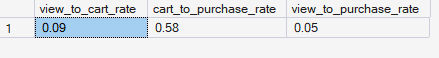 view_to_cart_rate cart_to_purchase_rate view_to_purchase_rate
1 0.09 0.58 0.05